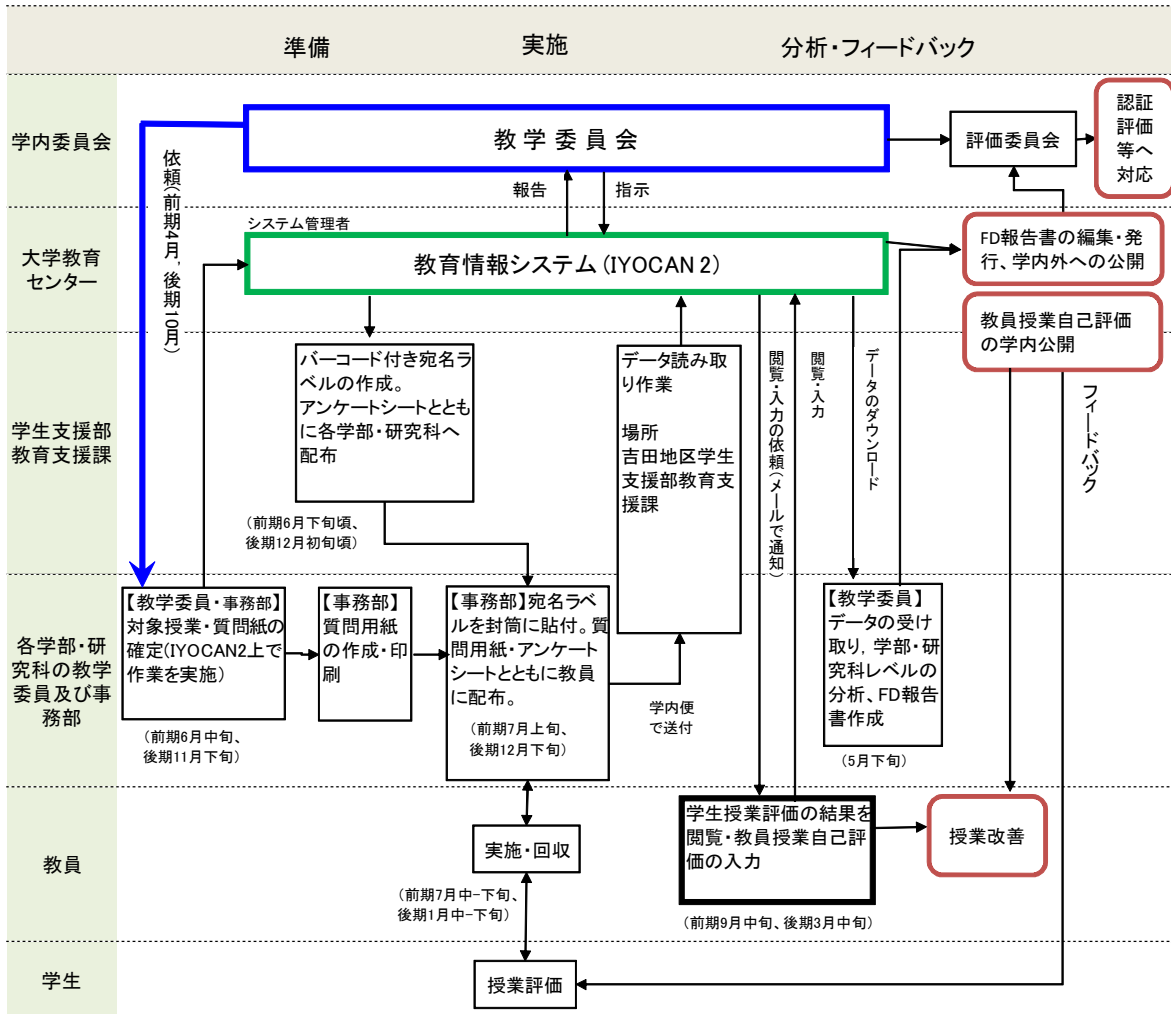 準備
実施
分析・フィードバック
学内委員会
教 学 委 員 会
評価委員会
認証
評価
等へ
対応
依頼(前期4月, 後期10月)
報告
指示
大学教育
センター
システム管理者
教育情報システム(IYOCAN 2)
FD報告書の編集・発
行、学内外への公開
教員授業自己評価
の学内公開
学生支援部
教育支援課
バーコード付き宛名ラ
ベルの作成。
アンケートシートととも
に各学部・研究科へ
配布
(前期6月下旬頃、
後期12月初旬頃)
データ読み取
り作業
場所
吉田地区学生
支援部教育支
援課
閲覧・入力の依頼(メールで通知)
閲覧・入力
データのダウンロード
フィードバック
各学部・研
究科の教学
委員及び事
務部
【教学委員・事務部】
対象授業・質問紙の
確定(IYOCAN2上で
作業を実施)
(前期6月中旬、
後期11月下旬)
【事務部】
質問用紙
の作成・印
刷
【事務部】宛名ラベ
ルを封筒に貼付。質
問用紙・アンケート
シートとともに教員
に配布。
(前期7月上旬、
後期12月下旬)
学内便
で送付
【教学委員】
データの受け
取り, 学部・研
究科レベルの
分析、FD報告
書作成
(5月下旬)
教員
実施・回収
(前期7月中-下旬、
後期1月中-下旬)
学生授業評価の結果を
閲覧・教員授業自己評
価の入力
(前期9月中旬、後期3月中旬)
授業改善
学生
授業評価